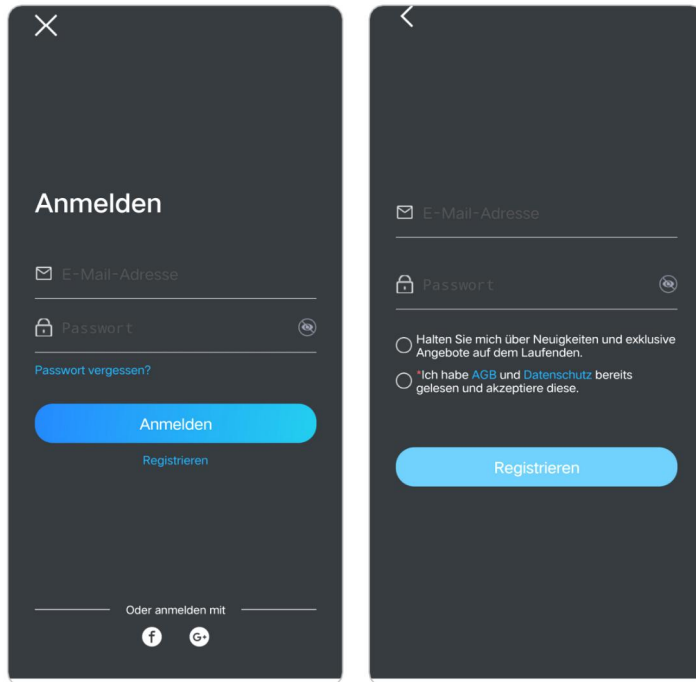 Anmelden
E-Mail-Adresse
Passwort
Passwort vergessen?
Anmelden
Registrieren
Oder anmelden mit
f
G+
E-Mail-Adresse
Passwort
Halten Sie mich über Neuigkeiten und exklusive
Angebote auf dem Laufenden.
*Ich habe AGB und Datenschutz bereits
gelesen und akzeptiere diese.
Registrieren